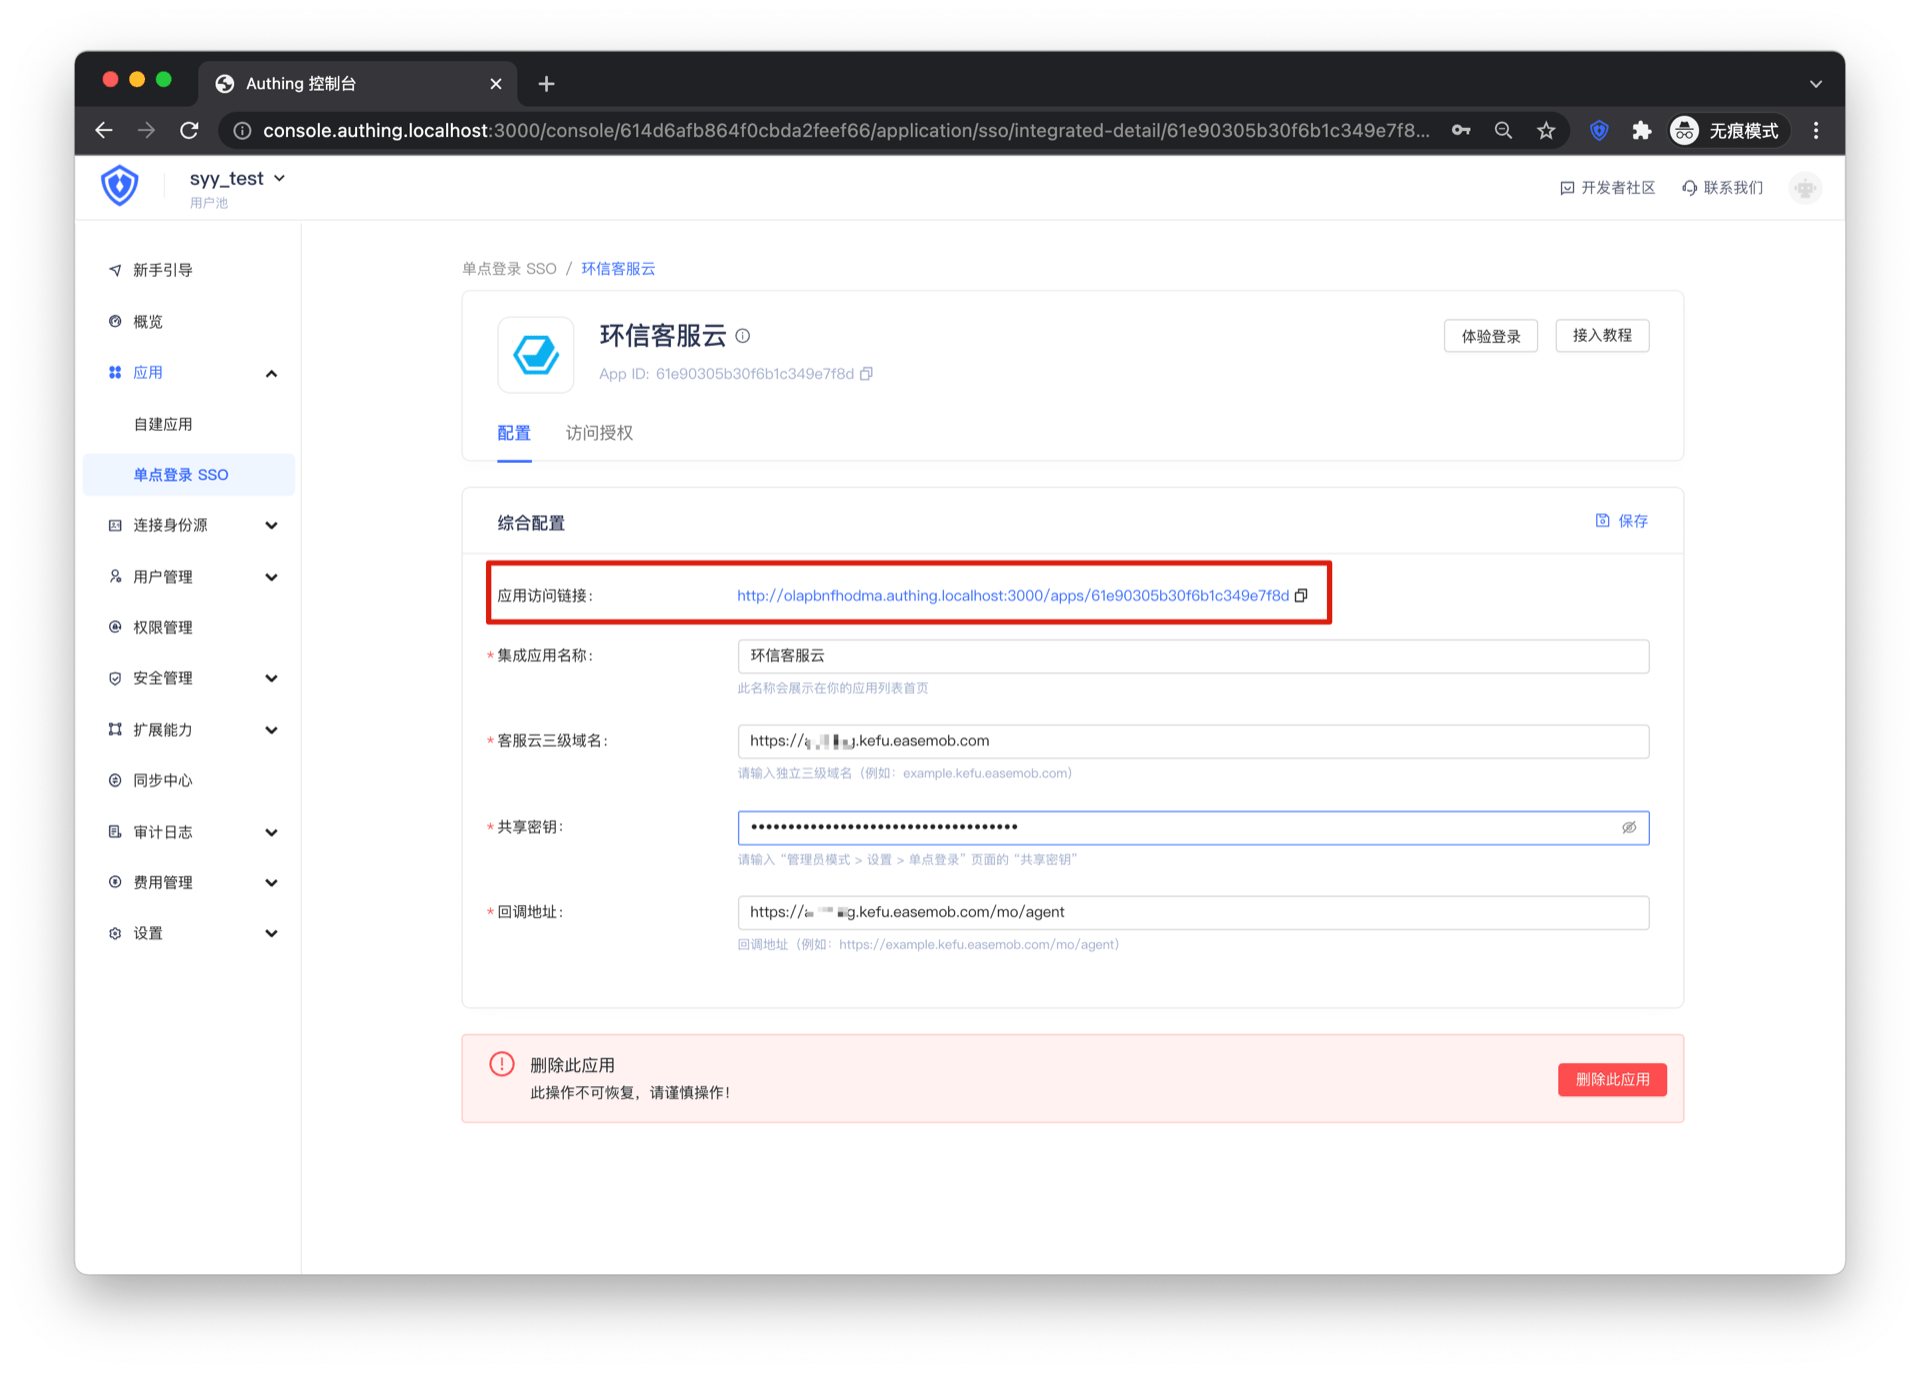 Authing 控制台
console.authing.localhost:3000/console/614d6afb864f0cbda2feef66/application/sso/integrated-detail/61e90305b30f6b1c349e7f8...
无痕模式
syy_test
用户池
开发者社区
联系我们
新手引导
概览
应用
自建应用
单点登录 SSO
连接身份源
用户管理
权限管理
安全管理
扩展能力
同步中心
审计日志
费用管理
设置
单点登录 SSO / 环信客服云
环信客服云
App ID: 61e90305b30f6b1c349e7f8d
体验登录
接入教程
配置
访问授权
综合配置
保存
应用访问链接: http://olapbnfhodma.authing.localhost:3000/apps/61e90305b30f6b1c349e7f8d
* 集成应用名称: 环信客服云
此名称会展示在你的应用列表首页
* 客服云三级域名: https://.kefu.easemob.com
请输入独立三级域名（例如：example.kefu.easemob.com）
* 共享密钥: ••••••••••••••••••••••••••••••••••••
请输入“管理员模式 > 设置 > 单点登录”页面的“共享密钥”
* 回调地址: https://g.kefu.easemob.com/mo/agent
回调地址（例如：https://example.kefu.easemob.com/mo/agent）
删除此应用
此操作不可恢复，请谨慎操作！
删除此应用